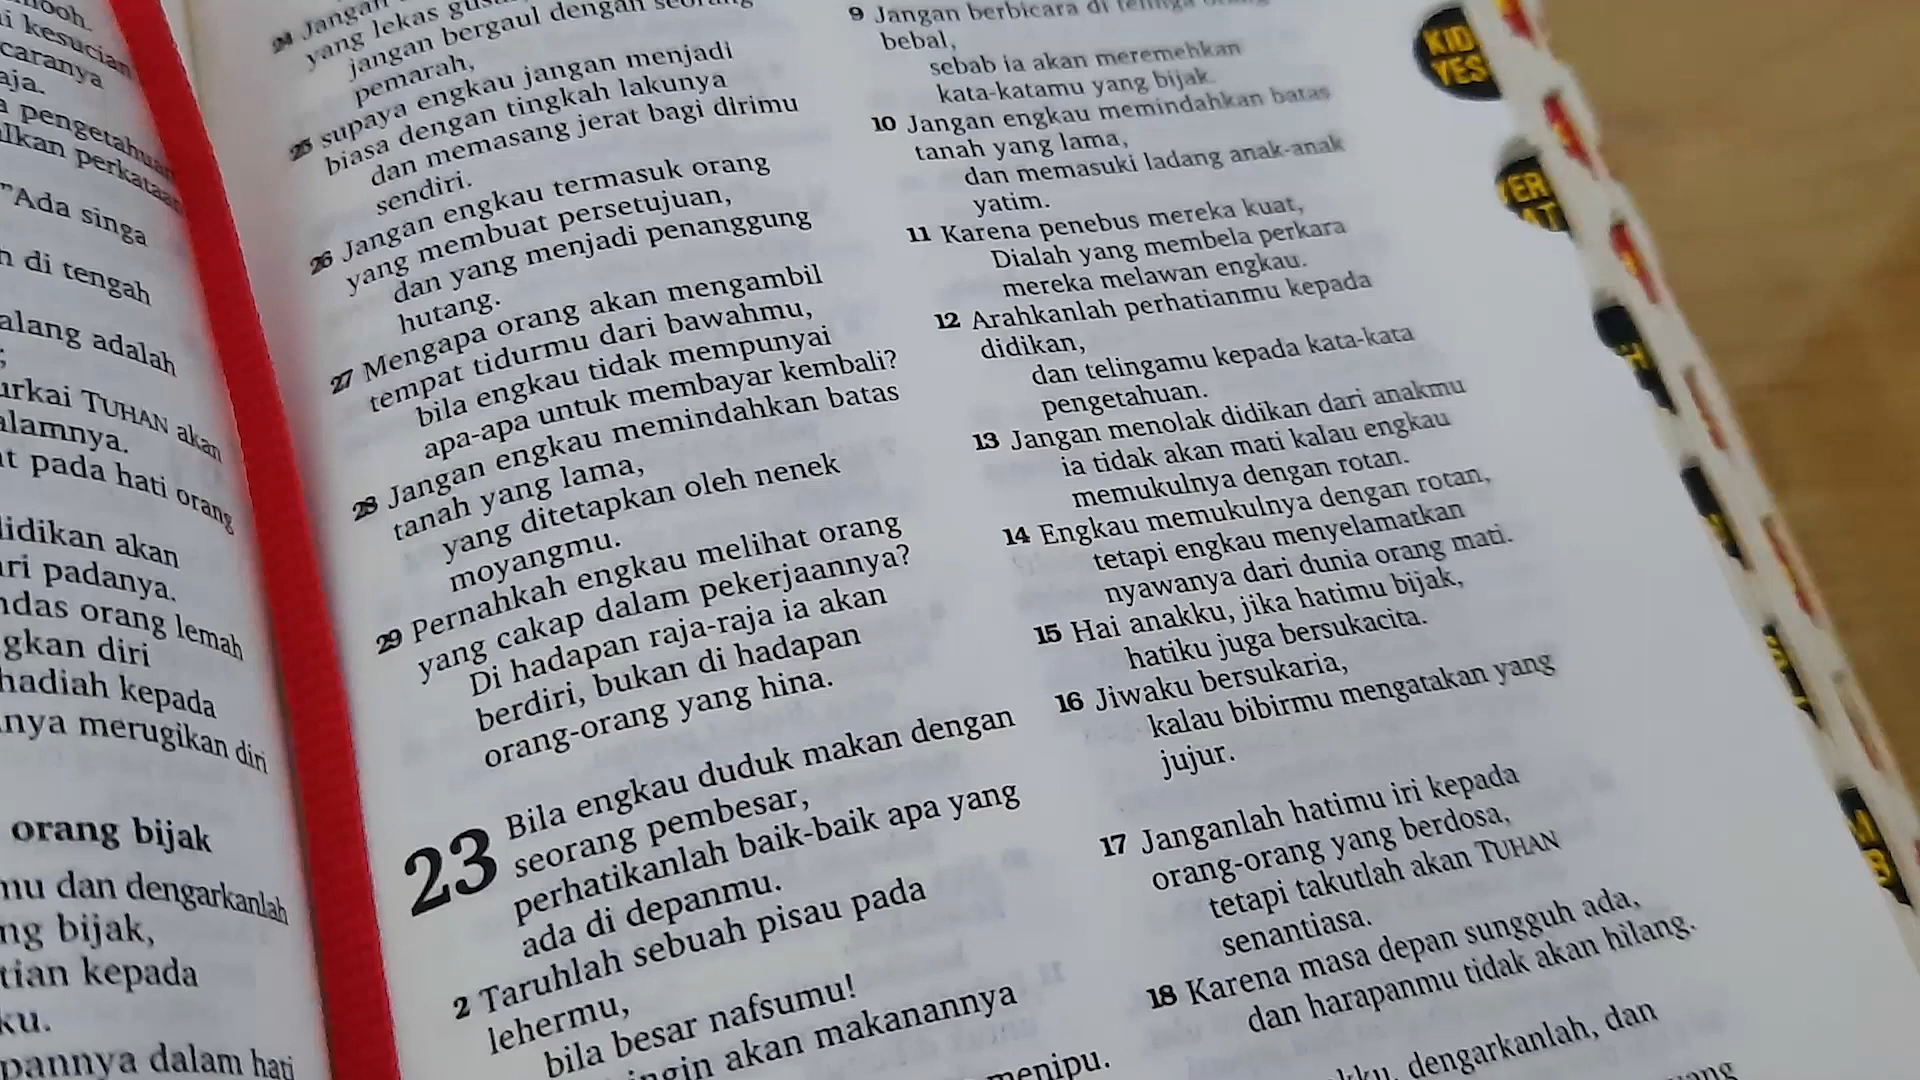 nooh.
i kesucian
caranya
aja.
a pengetahuan
lkan perkataan
"Ada singa
h di tengah
alang adalah
;
urkai TUHAN akan
alamnya.
at pada hati orang
didikan akan
ari padanya.
ndas orang lemah
gkan diri
hadiah kepada
nya merugikan diri
orang bijak
mu dan dengarkanlah
ng bijak,
tian kepada
ku.
pannya dalam hati
24 Jangan
yang lekas
jangan bergaul dengan seorang
pemarah,
25 supaya engkau jangan menjadi
biasa dengan tingkah lakunya
dan memasang jerat bagi dirimu
sendiri.
26 Jangan engkau termasuk orang
yang membuat persetujuan,
dan yang menjadi penanggung
hutang.
27 Mengapa orang akan mengambil
tempat tidurmu dari bawahmu,
bila engkau tidak mempunyai
apa-apa untuk membayar kembali?
28 Jangan engkau memindahkan batas
tanah yang lama,
yang ditetapkan oleh nenek
moyangmu.
29 Pernahkah engkau melihat orang
yang cakap dalam pekerjaannya?
Di hadapan raja-raja ia akan
berdiri, bukan di hadapan
orang-orang yang hina.
23 Bila engkau duduk makan dengan
seorang pembesar,
perhatikanlah baik-baik apa yang
ada di depanmu.
2 Taruhlah sebuah pisau pada
lehermu,
bila besar nafsumu!
ingin akan makanannya
menipu.
9 Jangan berbicara di telinga
bebal,
sebab ia akan meremehkan
kata-katamu yang bijak.
10 Jangan engkau memindahkan batas
tanah yang lama,
dan memasuki ladang anak-anak
yatim.
11 Karena penebus mereka kuat,
Dialah yang membela perkara
mereka melawan engkau.
12 Arahkanlah perhatianmu kepada
didikan,
dan telingamu kepada kata-kata
pengetahuan.
13 Jangan menolak didikan dari anakmu
ia tidak akan mati kalau engkau
memukulnya dengan rotan.
14 Engkau memukulnya dengan rotan,
tetapi engkau menyelamatkan
nyawanya dari dunia orang mati.
15 Hai anakku, jika hatimu bijak,
hatiku juga bersukacita.
16 Jiwaku bersukaria,
kalau bibirmu mengatakan yang
jujur.
17 Janganlah hatimu iri kepada
orang-orang yang berdosa,
tetapi takutlah akan TUHAN
senantiasa.
18 Karena masa depan sungguh ada,
dan harapanmu tidak akan hilang.
dengarkanlah, dan
KID
YES